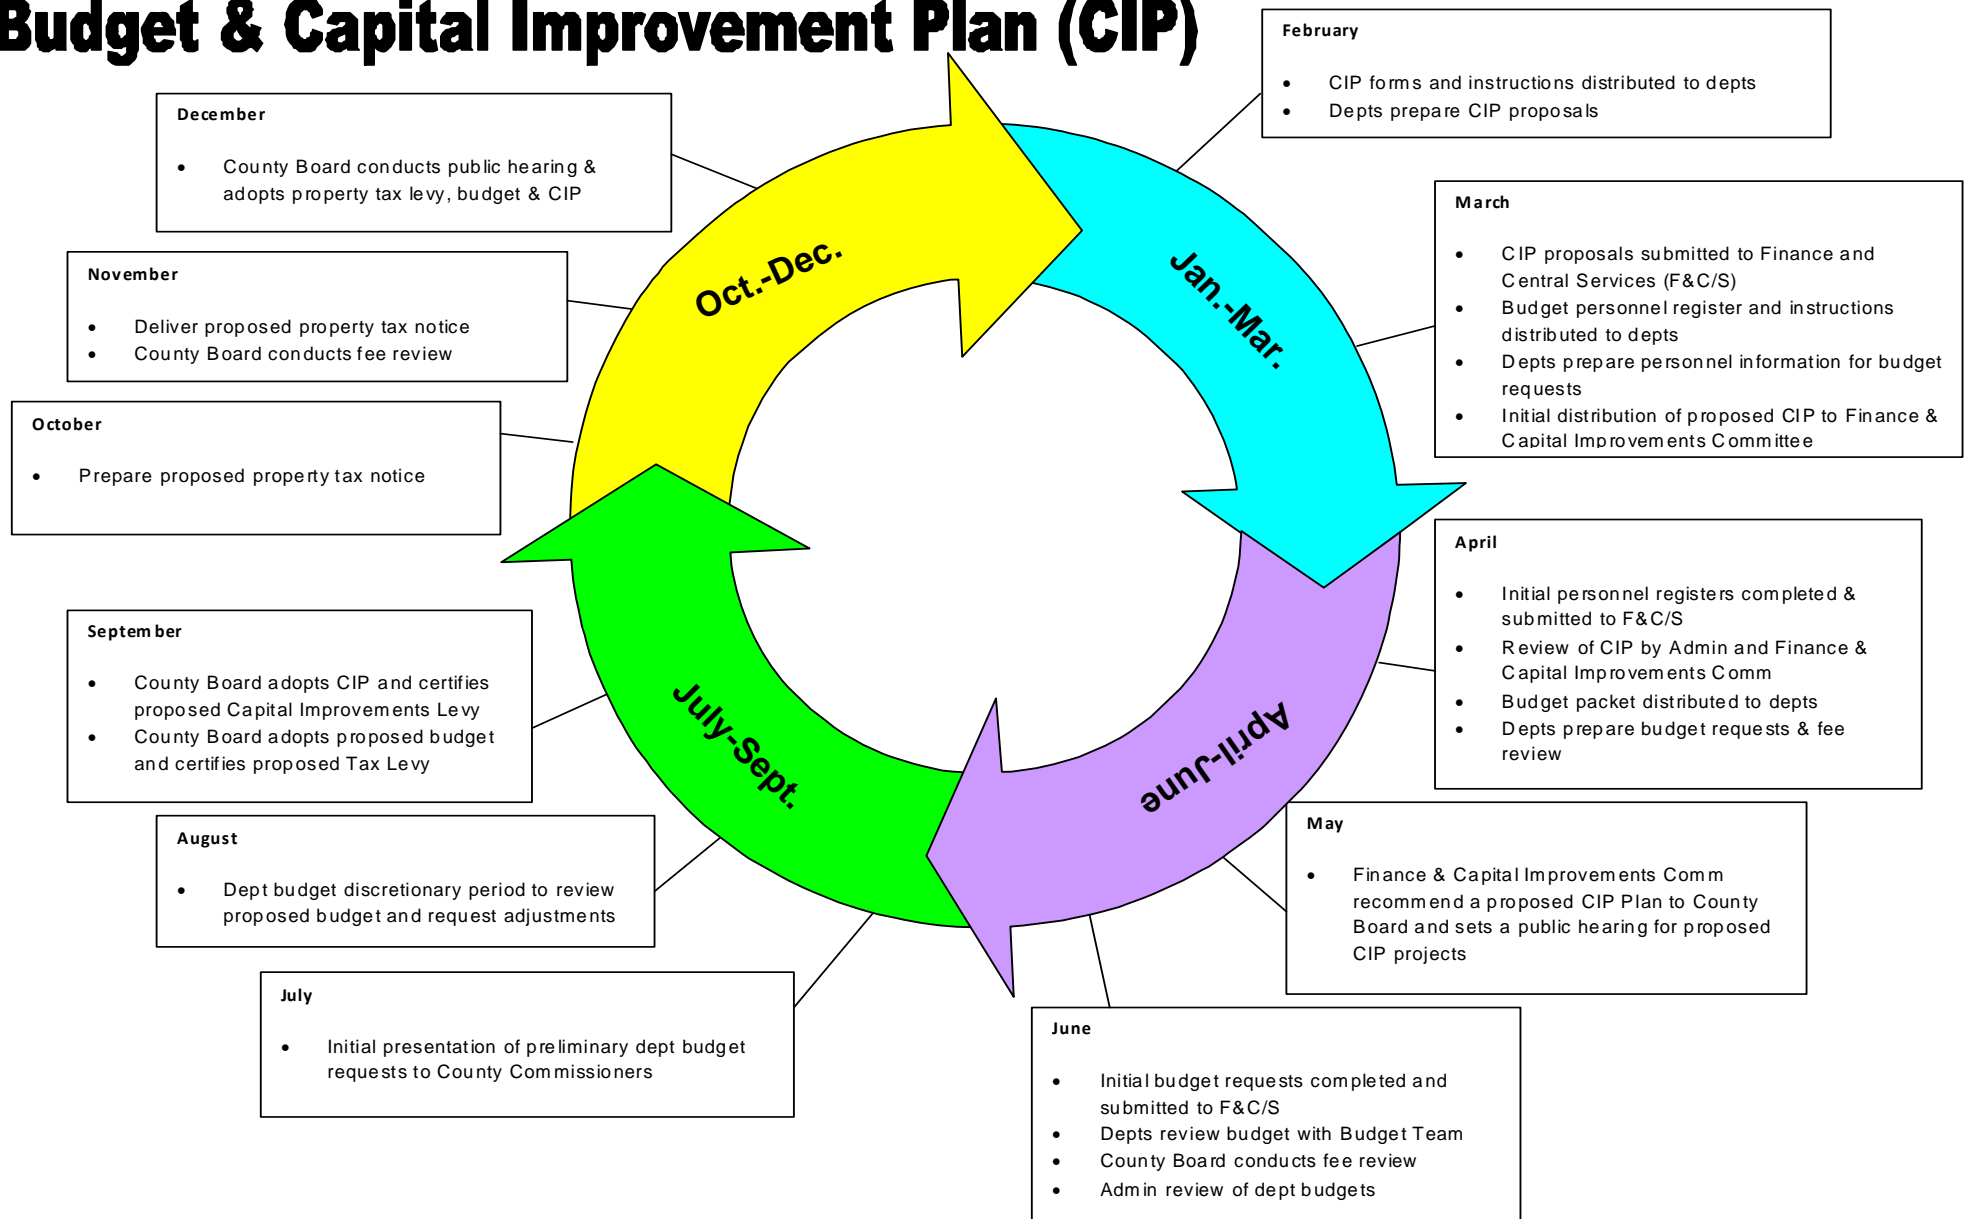 Budget & Capital Improvement Plan (CIP)
February
• CIP forms and instructions distributed to depts
• Depts prepare CIP proposals
March
• CIP proposals submitted to Finance and
Central Services (F&C/S)
• Budget personnel register and instructions
distributed to depts
• Depts prepare personnel information for budget
requests
• Initial distribution of proposed CIP to Finance &
Capital Improvements Committee
April
• Initial personnel registers completed &
submitted to F&C/S
• Review of CIP by Admin and Finance &
Capital Improvements Comm
• Budget packet distributed to depts
• Depts prepare budget requests & fee
review
May
• Finance & Capital Improvements Comm
recommend a proposed CIP Plan to County
Board and sets a public hearing for proposed
CIP projects
June
• Initial budget requests completed and
submitted to F&C/S
• Depts review budget with Budget Team
• County Board conducts fee review
• Admin review of dept budgets
July
• Initial presentation of preliminary dept budget
requests to County Commissioners
August
• Dept budget discretionary period to review
proposed budget and request adjustments
September
• County Board adopts CIP and certifies
proposed Capital Improvements Levy
• County Board adopts proposed budget
and certifies proposed Tax Levy
October
• Prepare proposed property tax notice
November
• Deliver proposed property tax notice
• County Board conducts fee review
December
• County Board conducts public hearing &
adopts property tax levy, budget & CIP
Jan.-Mar.
April-June
July-Sept.
Oct.-Dec.